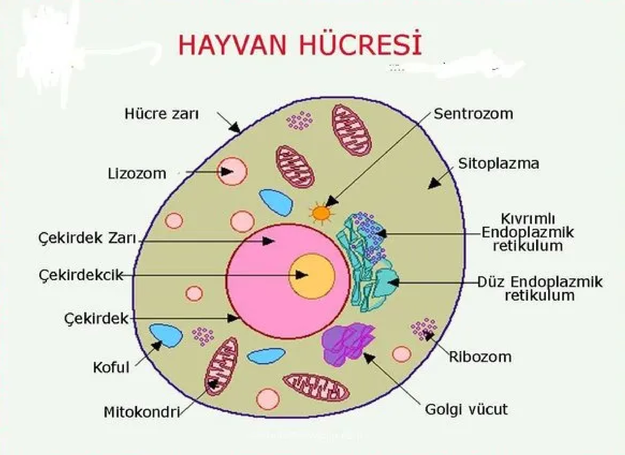 HAYVAN HÜCRESİ
Hücre zarı
Sentrozom
Lizozom
Sitoplazma
Kıvrımlı
Endoplazmik
retikulum
Çekirdek Zarı
Çekirdekcik
Düz Endoplazmik
retikulum
Çekirdek
Koful
Ribozom
Mitokondri
Golgi vücut